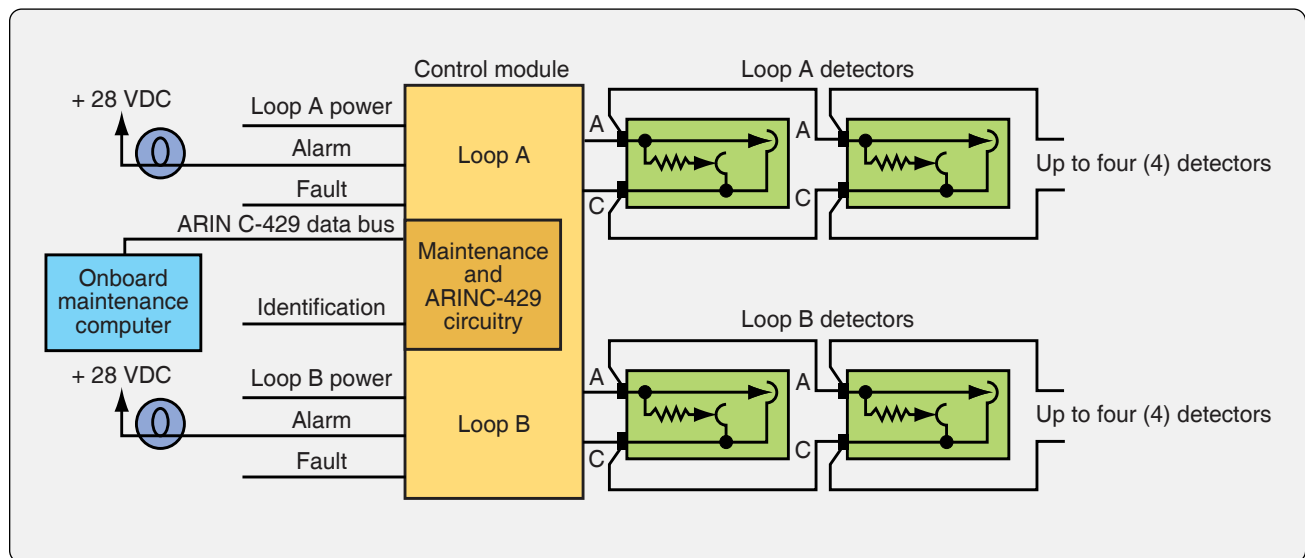 Control module
Loop A detectors
+ 28 VDC
Loop A power
Alarm
Fault
ARIN C-429 data bus
Onboard
maintenance
computer
Identification
+ 28 VDC
Loop B power
Alarm
Fault
Loop A
Maintenance
and
ARINC-429
circuitry
Loop B
A
C
A
C
Up to four (4) detectors
Loop B detectors
A
C
A
C
Up to four (4) detectors